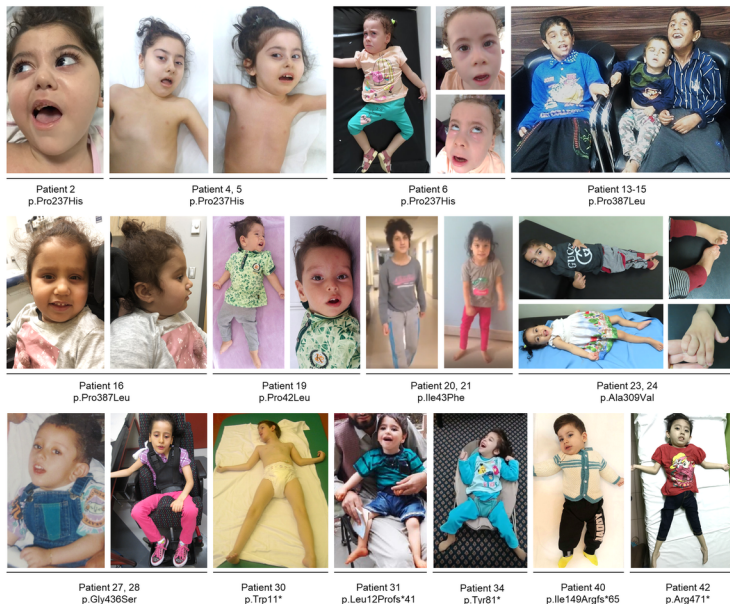 Patient 2
p.Pro237His
Patient 4, 5
p.Pro237His
Patient 6
p.Pro237His
Patient 13-15
p.Pro387Leu
Patient 16
p.Pro387Leu
Patient 19
p.Pro42Leu
Patient 20, 21
p.Ile43Phe
GUCCI
Patient 23, 24
p.Ala309Val
Patient 27, 28
p.Gly436Ser
Patient 30
p.Trp11*
Patient 31
p.Leu12Profs*41
Patient 34
p.Tyr81*
Patient 40
p.Ile149Argfs*65
Patient 42
p.Arg471*